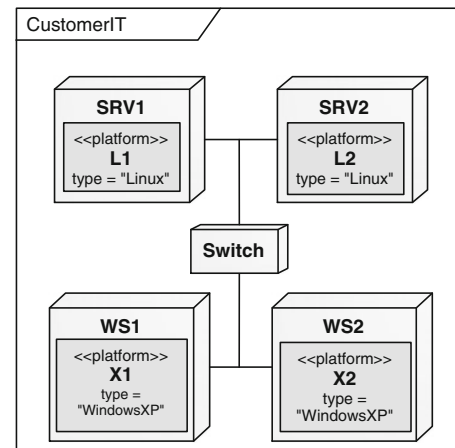 CustomerIT
SRV1
<<platform>>
L1
type = "Linux"
SRV2
<<platform>>
L2
type = "Linux"
Switch
WS1
<<platform>>
X1
type =
"WindowsXP"
WS2
<<platform>>
X2
type =
"WindowsXP"